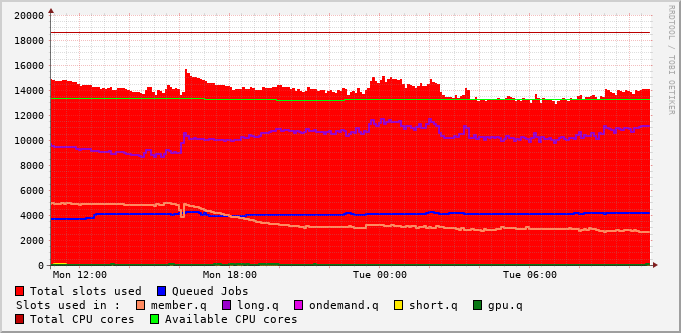 20000
18000
16000
14000
12000
10000
8000
6000
4000
2000
0
Mon 12:00 Mon 18:00 Tue 00:00 Tue 06:00
Total slots used Queued Jobs
Slots used in : member.q long.q ondemand.q short.q gpu.q
Total CPU cores Available CPU cores
RRDTOOL / TOBI OETIKER